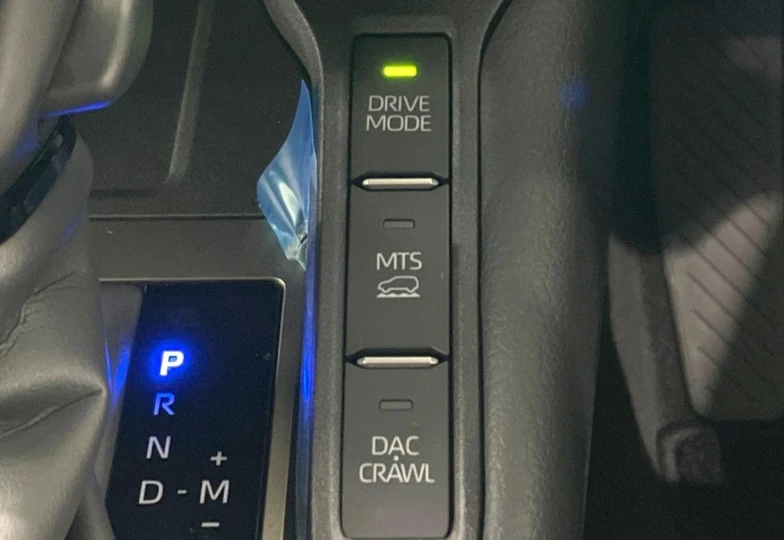 DRIVE
MODE
MTS
DAC
CRAWL
P
R
N
+
D - M
–